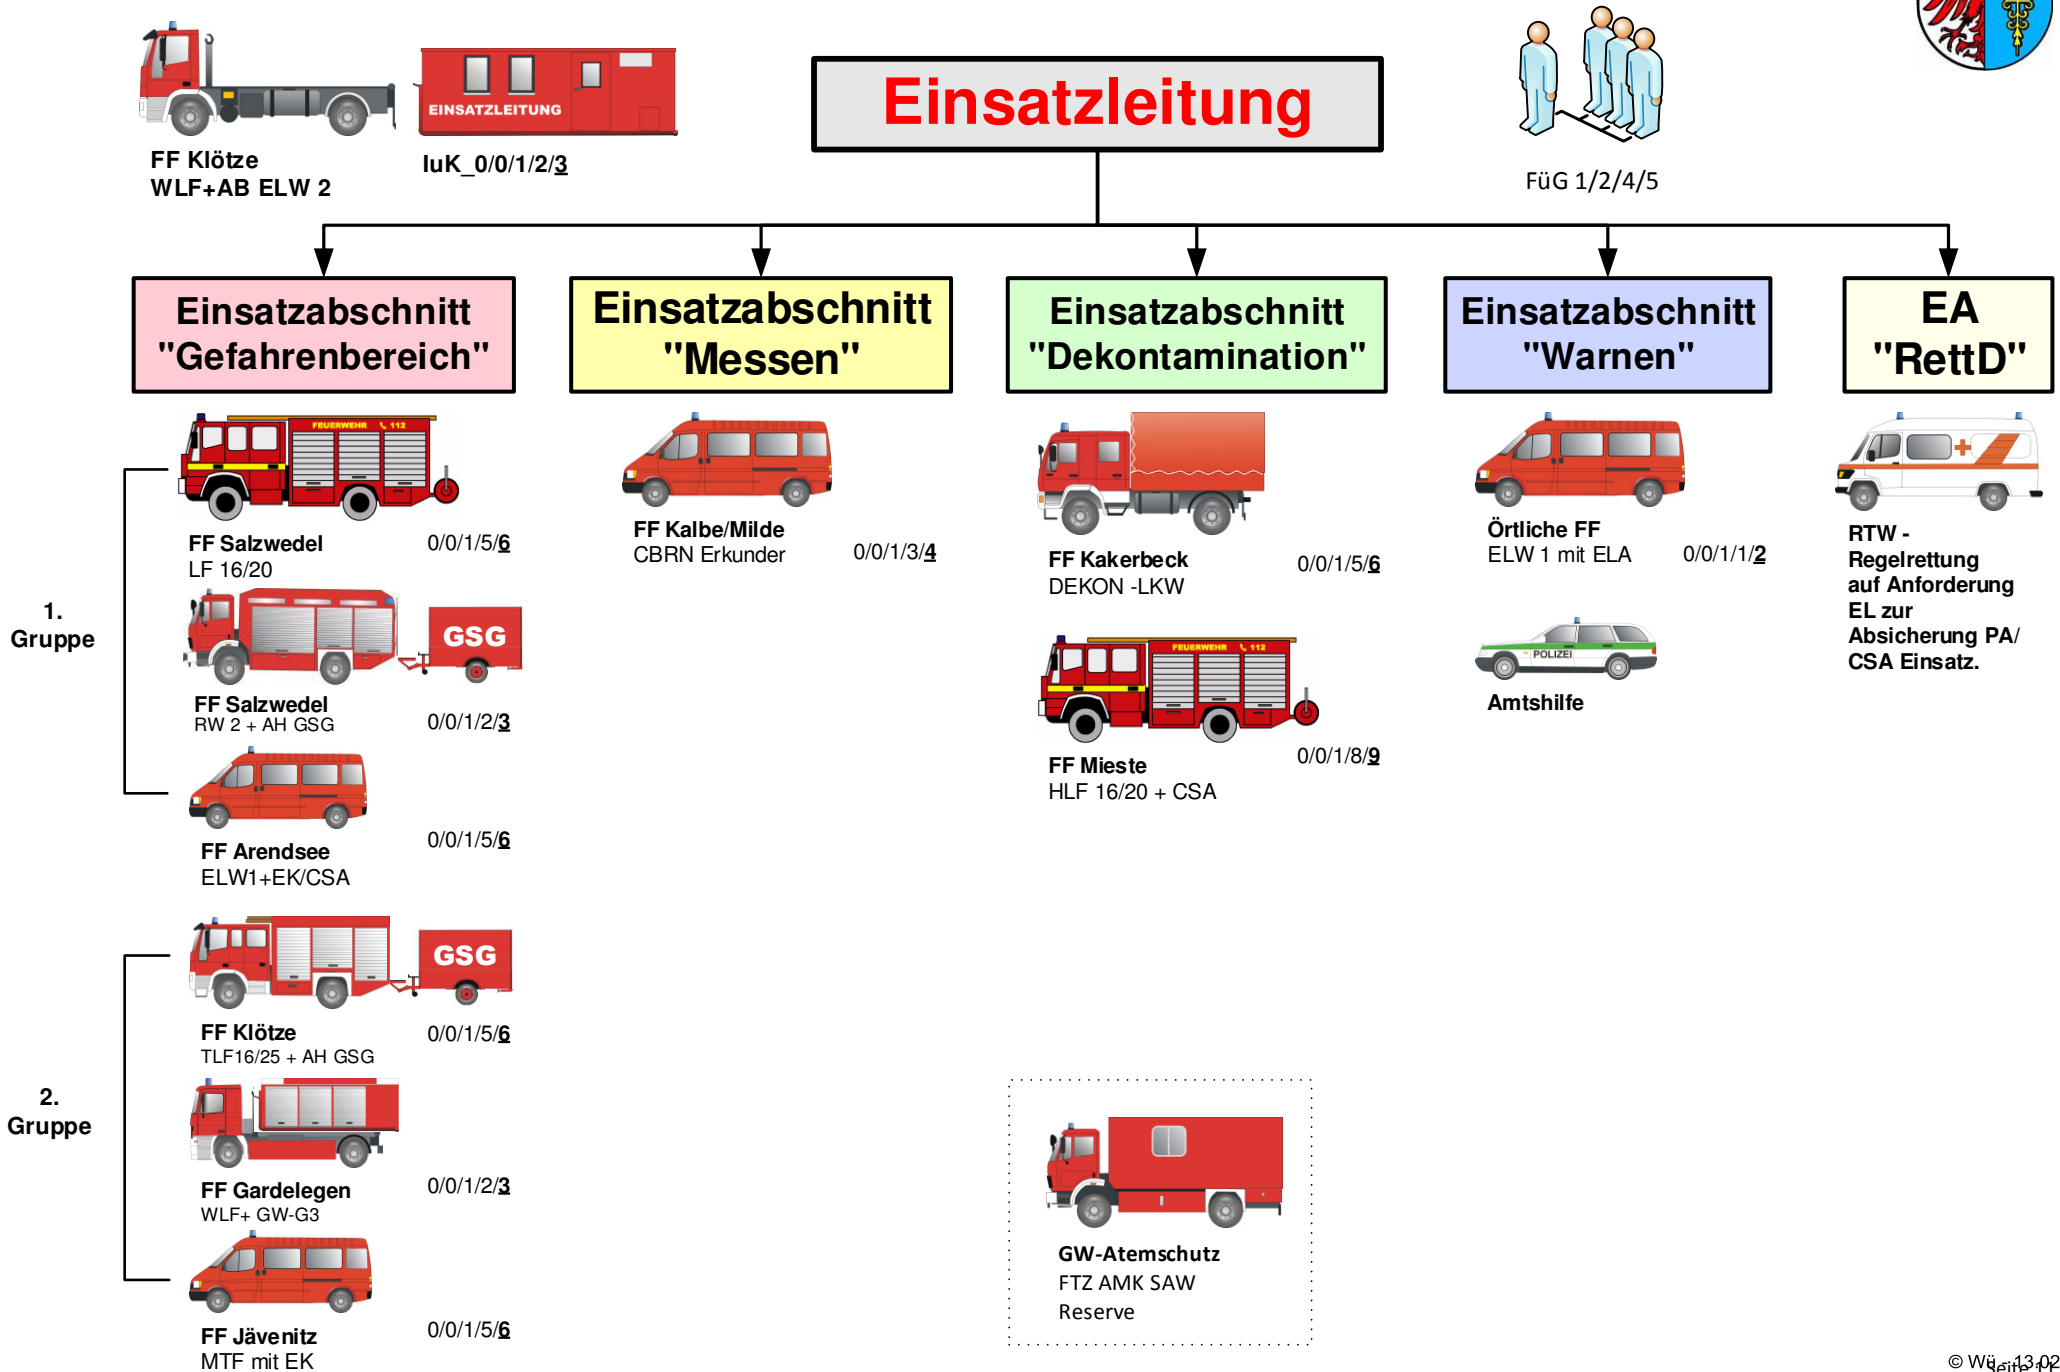 EINSATZLEITUNG
FF Klötze
WLF+AB ELW 2
IuK_0/0/1/2/3
Einsatzleitung
FüG 1/2/4/5
Einsatzabschnitt
"Gefahrenbereich"
Einsatzabschnitt
"Messen"
Einsatzabschnitt
"Dekontamination"
Einsatzabschnitt
"Warnen"
EA
"RettD"
1.
Gruppe
FEUERWEHR 112
FF Salzwedel
LF 16/20
0/0/1/5/6
GSG
FF Salzwedel
RW 2 + AH GSG
0/0/1/2/3
FF Arendsee
ELW1+EK/CSA
0/0/1/5/6
2.
Gruppe
GSG
FF Klötze
TLF16/25 + AH GSG
0/0/1/5/6
FF Gardelegen
WLF+ GW-G3
0/0/1/2/3
FF Jävenitz
MTF mit EK
0/0/1/5/6
FF Kalbe/Milde
CBRN Erkunder
0/0/1/3/4
FF Kakerbeck
DEKON -LKW
0/0/1/5/6
FEUERWEHR 112
FF Mieste
HLF 16/20 + CSA
0/0/1/8/9
GW-Atemschutz
FTZ AMK SAW
Reserve
Örtliche FF
ELW 1 mit ELA
0/0/1/1/2
POLIZEI
Amtshilfe
RTW -
Regelrettung
auf Anforderung
EL zur
Absicherung PA/
CSA Einsatz.
© Wü